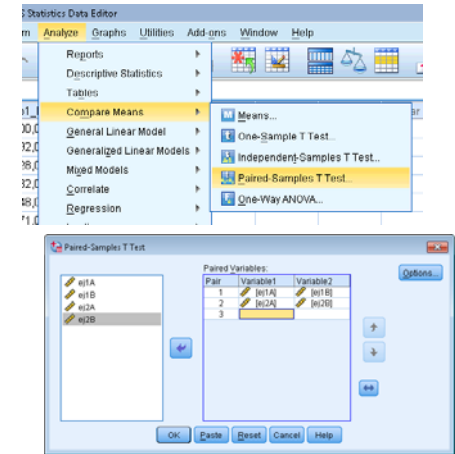 Statistics Data Editor
Analyze Graphs Utilities Add-ons Window Help
Reports
Descriptive Statistics
Tables
Compare Means
General Linear Model
Generalized Linear Models
Mixed Models
Correlate
Regression
Means...
One-Sample T Test...
Independent-Samples T Test...
Paired-Samples T Test...
One-Way ANOVA...
Paired-Samples T Test
ej1A
ej1B
ej2A
ej2B
Paired Variables:
Pair Variable1 Variable2
1 [ej1A] [ej1B]
2 [ej2A] [ej2B]
3
Options...
OK Paste Reset Cancel Help